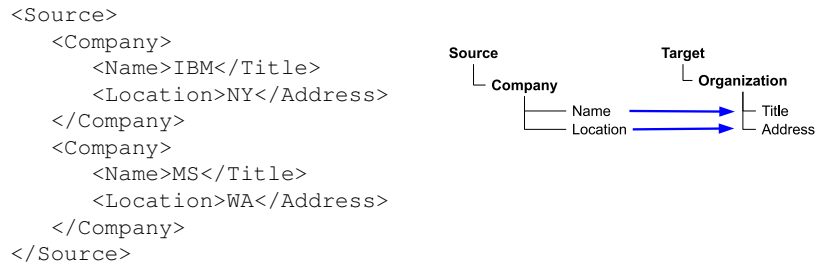 <Source>
<Company>
<Name>IBM</Title>
<Location>NY</Address>
</Company>
<Company>
<Name>MS</Title>
<Location>WA</Address>
</Company>
</Source>
Source
Company
Name
Location
Target
Organization
Title
Address